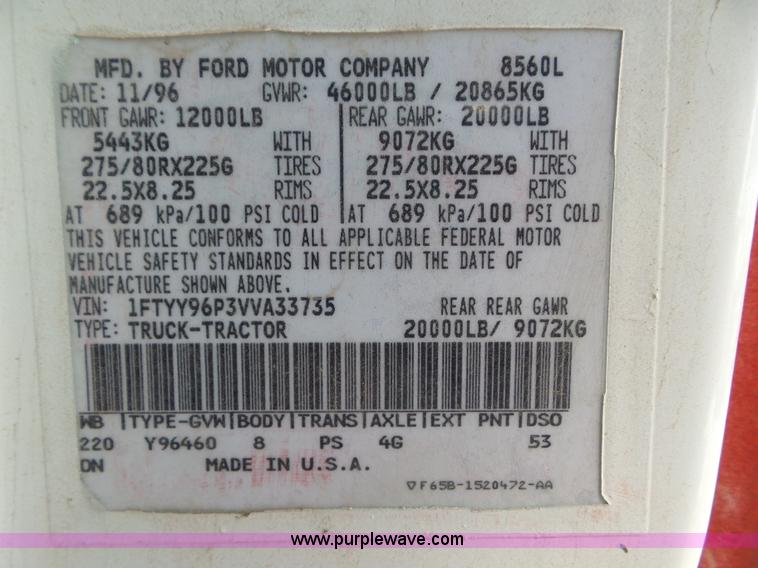 MFD. BY FORD MOTOR COMPANY 8560L
DATE: 11/96 GVWR: 46000LB / 20865KG
FRONT GAWR: 12000LB REAR GAWR: 20000LB
5443KG WITH 9072KG WITH
275/80RX225G TIRES 275/80RX225G TIRES
22.5X8.25 RIMS 22.5X8.25 RIMS
AT 689 kPa/100 PSI COLD AT 689 kPa/100 PSI COLD
THIS VEHICLE CONFORMS TO ALL APPLICABLE FEDERAL MOTOR
VEHICLE SAFETY STANDARDS IN EFFECT ON THE DATE OF
MANUFACTURE SHOWN ABOVE.
VIN: 1FTYY96P3VVA33735 REAR REAR GAWR
TYPE: TRUCK-TRACTOR 20000LB/ 9072KG
WB TYPE-GVW BODY TRANS AXLE EXT PNT DSO
220 Y96460 8 PS 4G 53
DN MADE IN U.S.A.
F65B-1520472-AA
www.purplewave.com